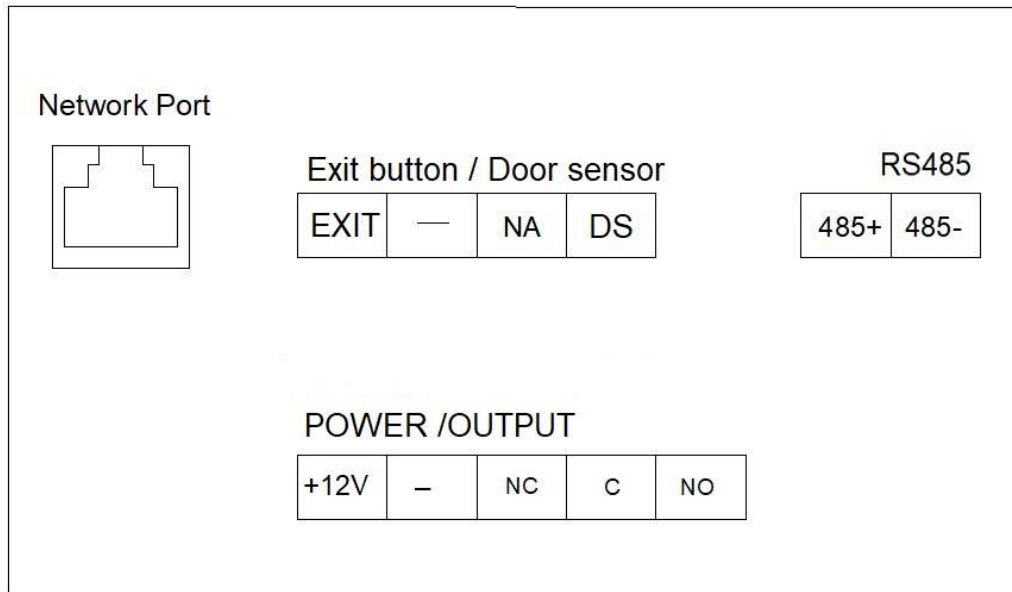 Network Port
Exit button / Door sensor
EXIT — NA DS
RS485
485+ 485-
POWER /OUTPUT
+12V – NC C NO